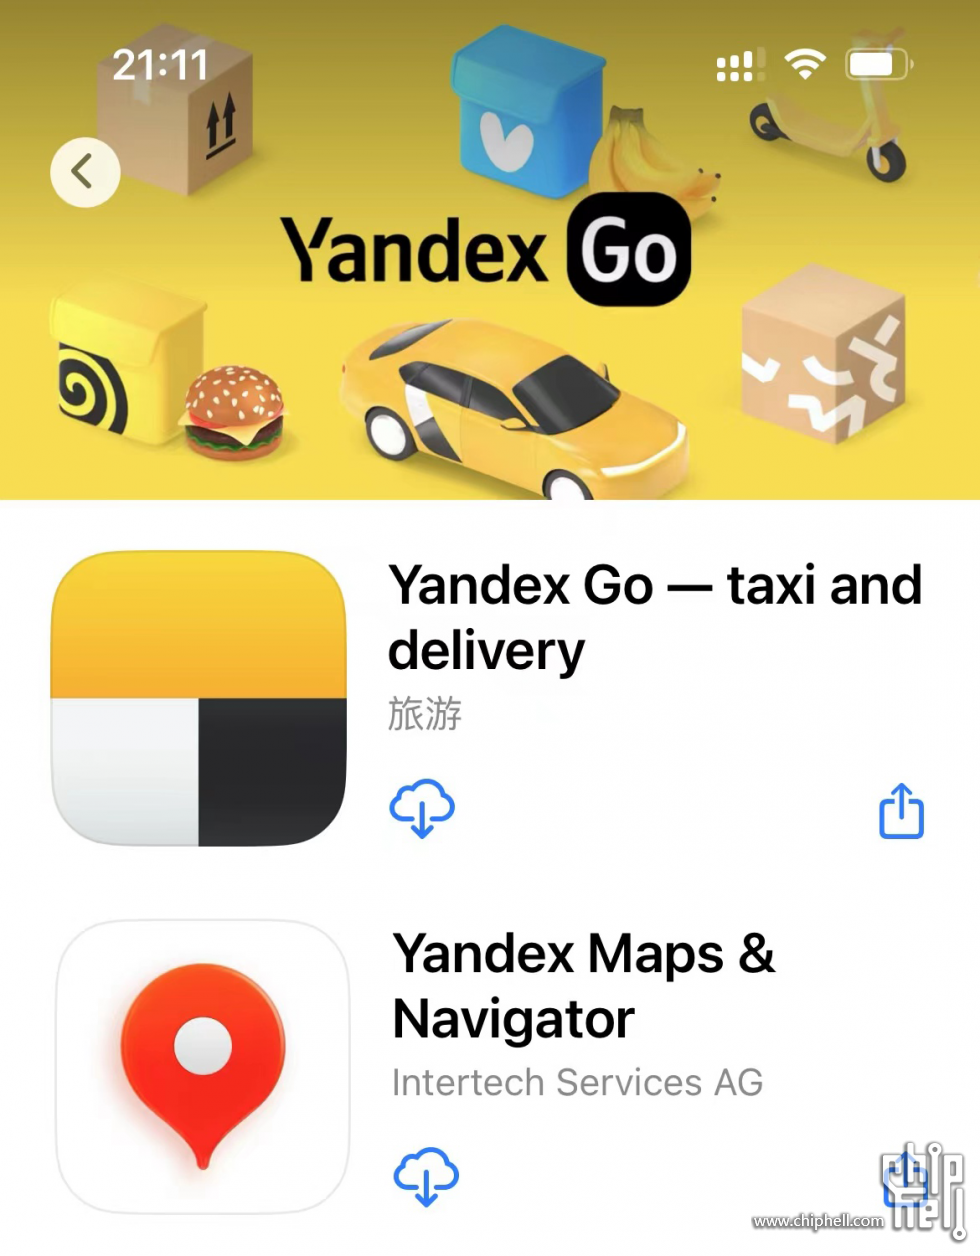 21:11
Yandex Go
Yandex Go — taxi and
delivery
旅游
Yandex Maps &
Navigator
Intertech Services AG
www.chiphell.com
chip
hell